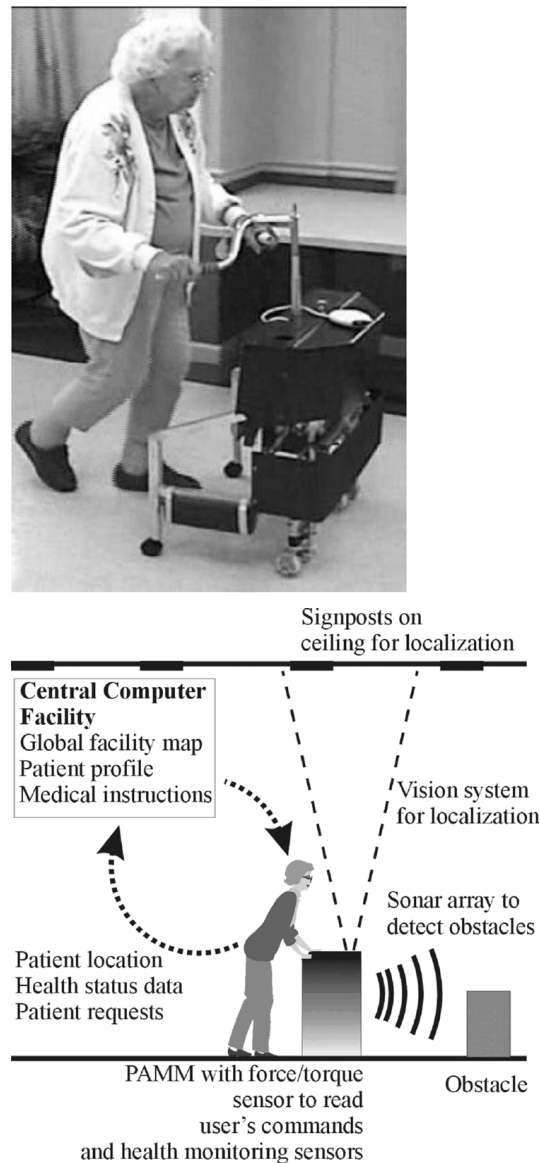 Signposts on
ceiling for localization
Central Computer
Facility
Global facility map
Patient profile
Medical instructions
Vision system
for localization
Sonar array to
detect obstacles
Patient location
Health status data
Patient requests
PAMM with force/torque
sensor to read
user's commands
and health monitoring sensors
Obstacle